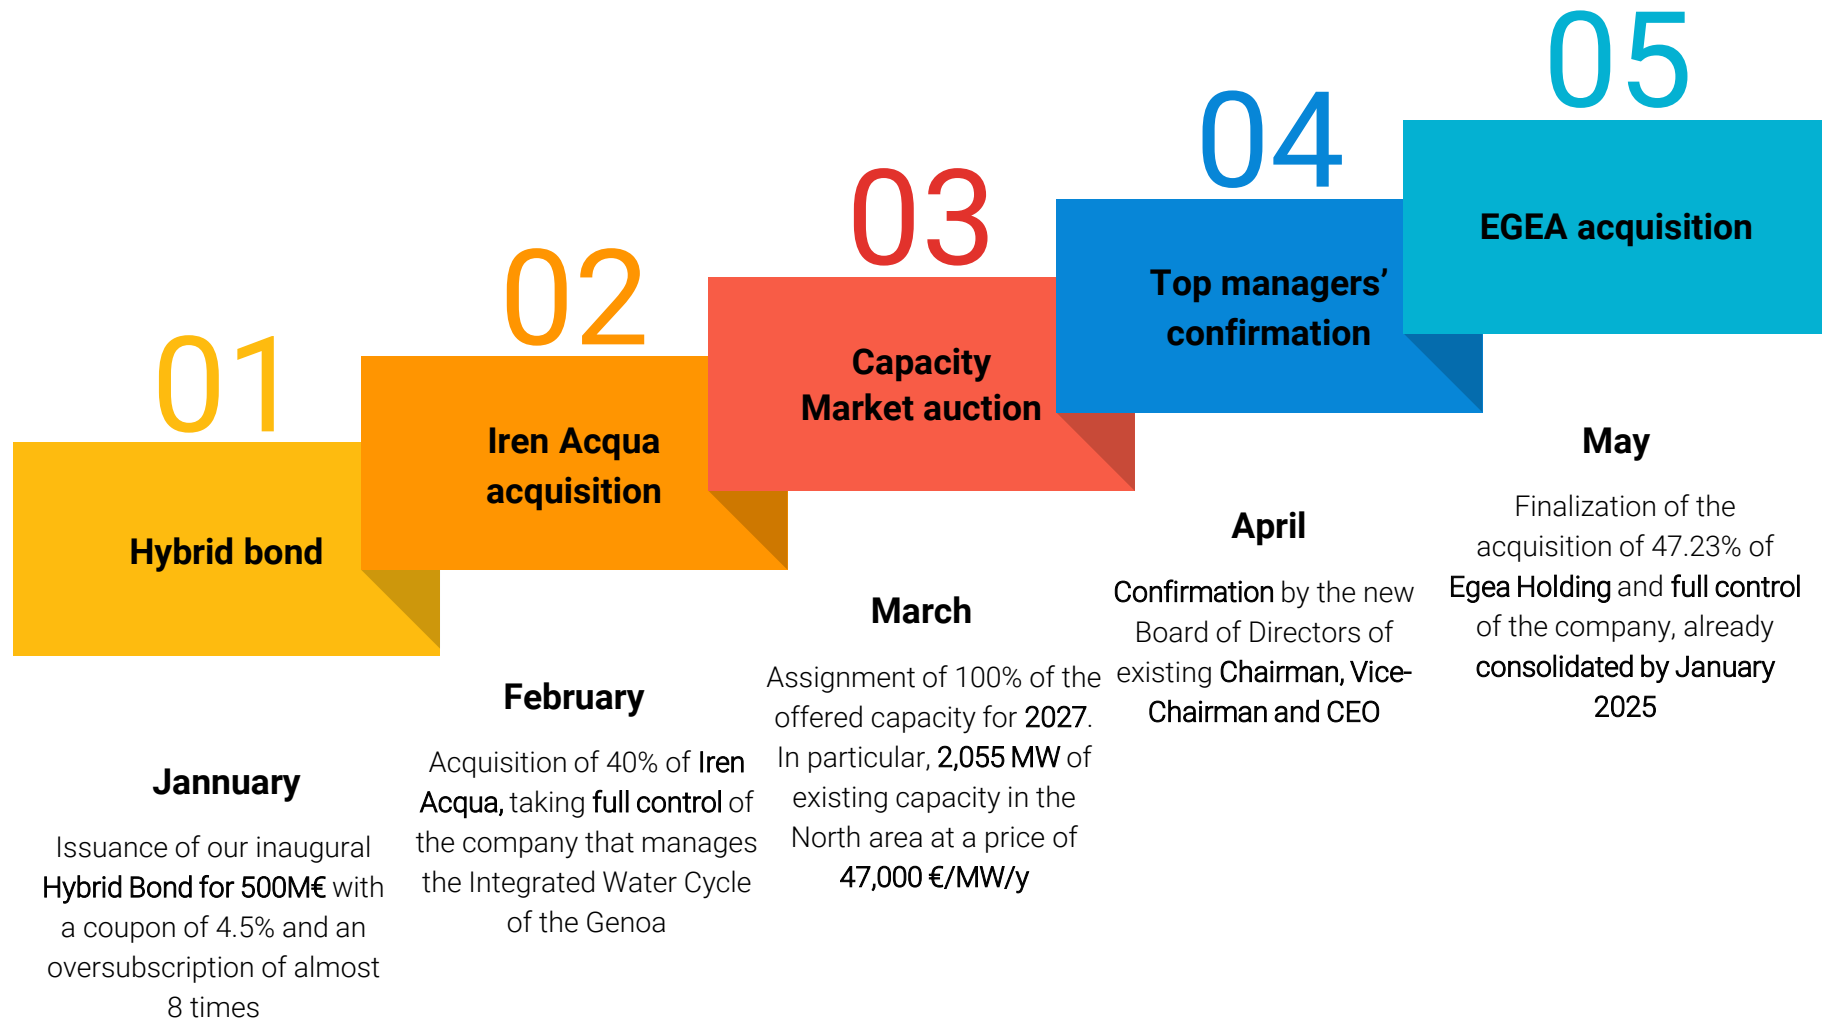 01
Hybrid bond
Jannuary
Issuance of our inaugural
Hybrid Bond for 500M€ with
a coupon of 4.5% and an
oversubscription of almost
8 times
02
Iren Acqua
acquisition
February
Acquisition of 40% of Iren
Acqua, taking full control of
the company that manages
the Integrated Water Cycle
of the Genoa
03
Capacity
Market auction
March
Assignment of 100% of the
offered capacity for 2027.
In particular, 2,055 MW of
existing capacity in the
North area at a price of
47,000 €/MW/y
04
Top managers’
confirmation
April
Confirmation by the new
Board of Directors of
existing Chairman, Vice-
Chairman and CEO
05
EGEA acquisition
May
Finalization of the
acquisition of 47.23% of
Egea Holding and full control
of the company, already
consolidated by January
2025